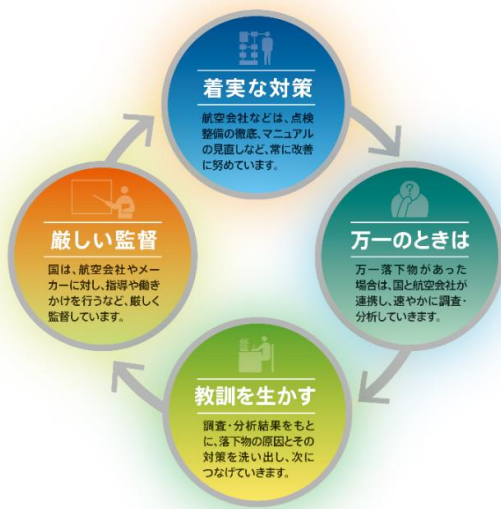 着実な対策
航空会社などは、点検
整備の徹底、マニュアル
の見直しなど、常に改善
に努めています。
万一のときは
万一落下物があった
場合は、国と航空会社が
連携し、速やかに調査・
分析していきます。
教訓を生かす
調査・分析結果をもと
に、落下物の原因とその
対策を洗い出し、次に
つなげていきます。
厳しい監督
国は、航空会社やメー
カーに対し、指導や働き
かけを行うなど、厳しく
監督しています。